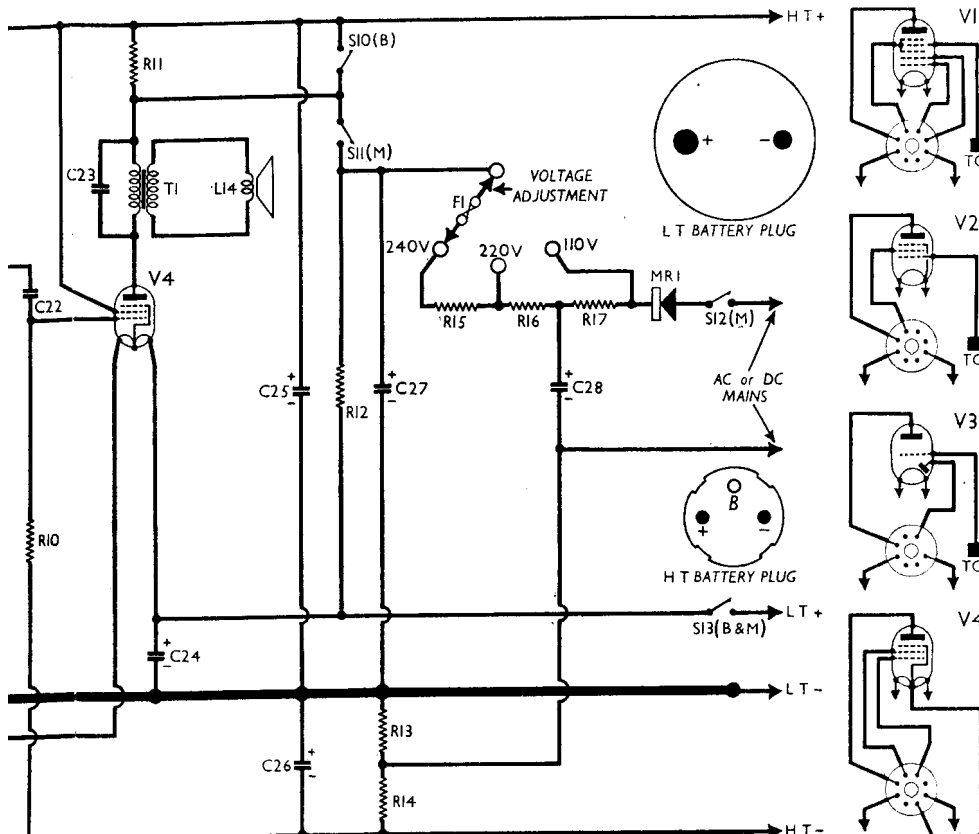 HT+
V1
S10(B)
R11
+
−
S11(M)
C23
T1
L14
VOLTAGE
ADJUSTMENT
F1
LT BATTERY PLUG
V2
240V
220V
110V
V4
MR1
C22
R15
R16
R17
S12(M)
TC
+
C25
−
R12
+
C27
−
+
C28
−
AC or DC
MAINS
TC
V3
B
+
−
R10
HT BATTERY PLUG
TC
S13(B&M)
LT+
V4
+
C24
−
LT−
R13
+
C26
−
R14
HT−